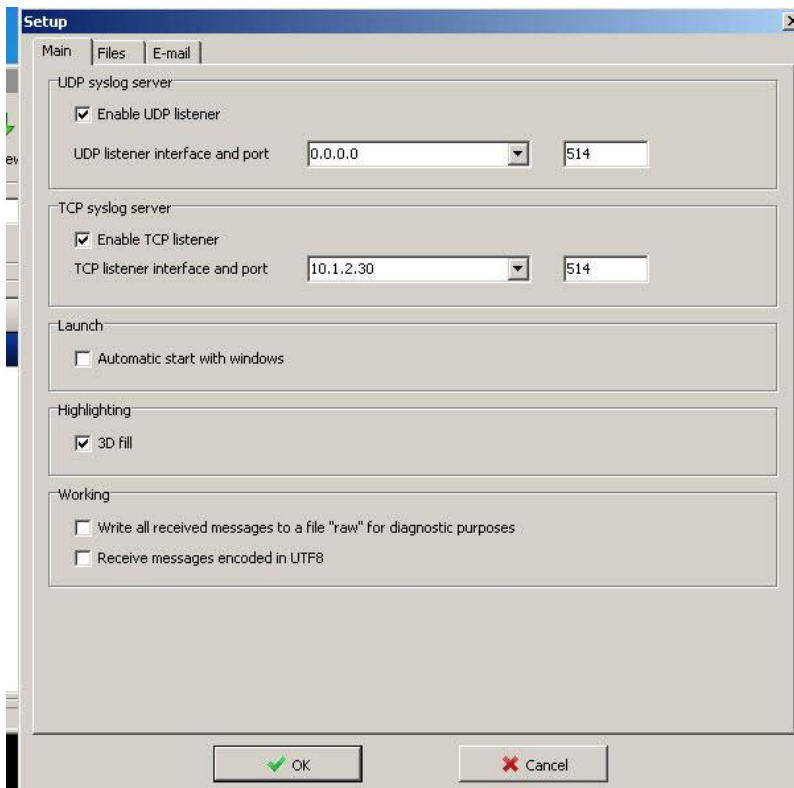 Setup
Main Files E-mail
UDP syslog server
Enable UDP listener
UDP listener interface and port 0.0.0.0 514
TCP syslog server
Enable TCP listener
TCP listener interface and port 10.1.2.30 514
Launch
Automatic start with windows
Highlighting
3D fill
Working
Write all received messages to a file "raw" for diagnostic purposes
Receive messages encoded in UTF8
OK Cancel